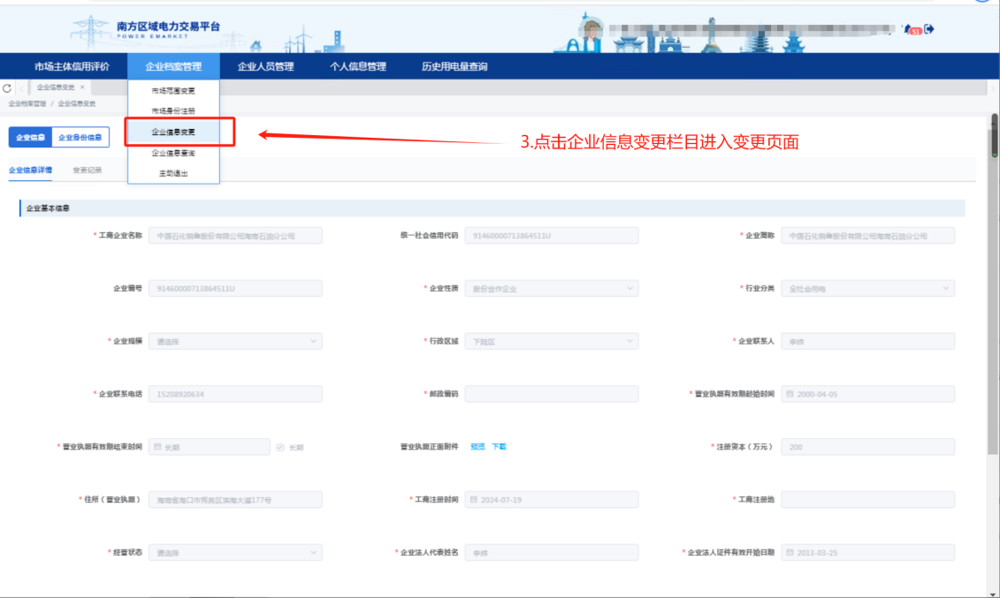 南方区域电力交易平台
POWER EMARKET
51
市场主体信用评价 企业档案管理 企业人员管理 个人信息管理 历史用电量查询
企业信息变更 ×
市场范围变更
企业档案管理 / 企业信息变更
市场身份注册
企业信息变更
3.点击企业信息变更栏目进入变更页面
企业信息 企业身份信息
企业信息查询
企业信息详情 变更记录
主动退出
企业基本信息
* 工商企业名称 中国石化销售股份有限公司海南石油分公司 统一社会信用代码 91460000713864511U * 企业简称 中国石化销售股份有限公司海南石油分公司
企业编号 91460000713864511U * 企业性质 股份合作企业 * 行业分类 全社会用电
* 企业规模 请选择 * 行政区域 下陆区 * 企业联系人 李纬
* 企业联系电话 15208920634 * 邮政编码 * 营业执照有效期起始时间 2000-04-05
* 营业执照有效期结束时间 长期 长期 营业执照正面附件 预览 下载 * 注册资本（万元） 200
* 住所（营业执照） 海南省海口市秀英区滨海大道177号 * 工商注册时间 2024-07-19 * 工商注册地
* 经营状态 请选择 * 企业法人代表姓名 李纬 * 企业法人证件有效开始日期 2013-03-25